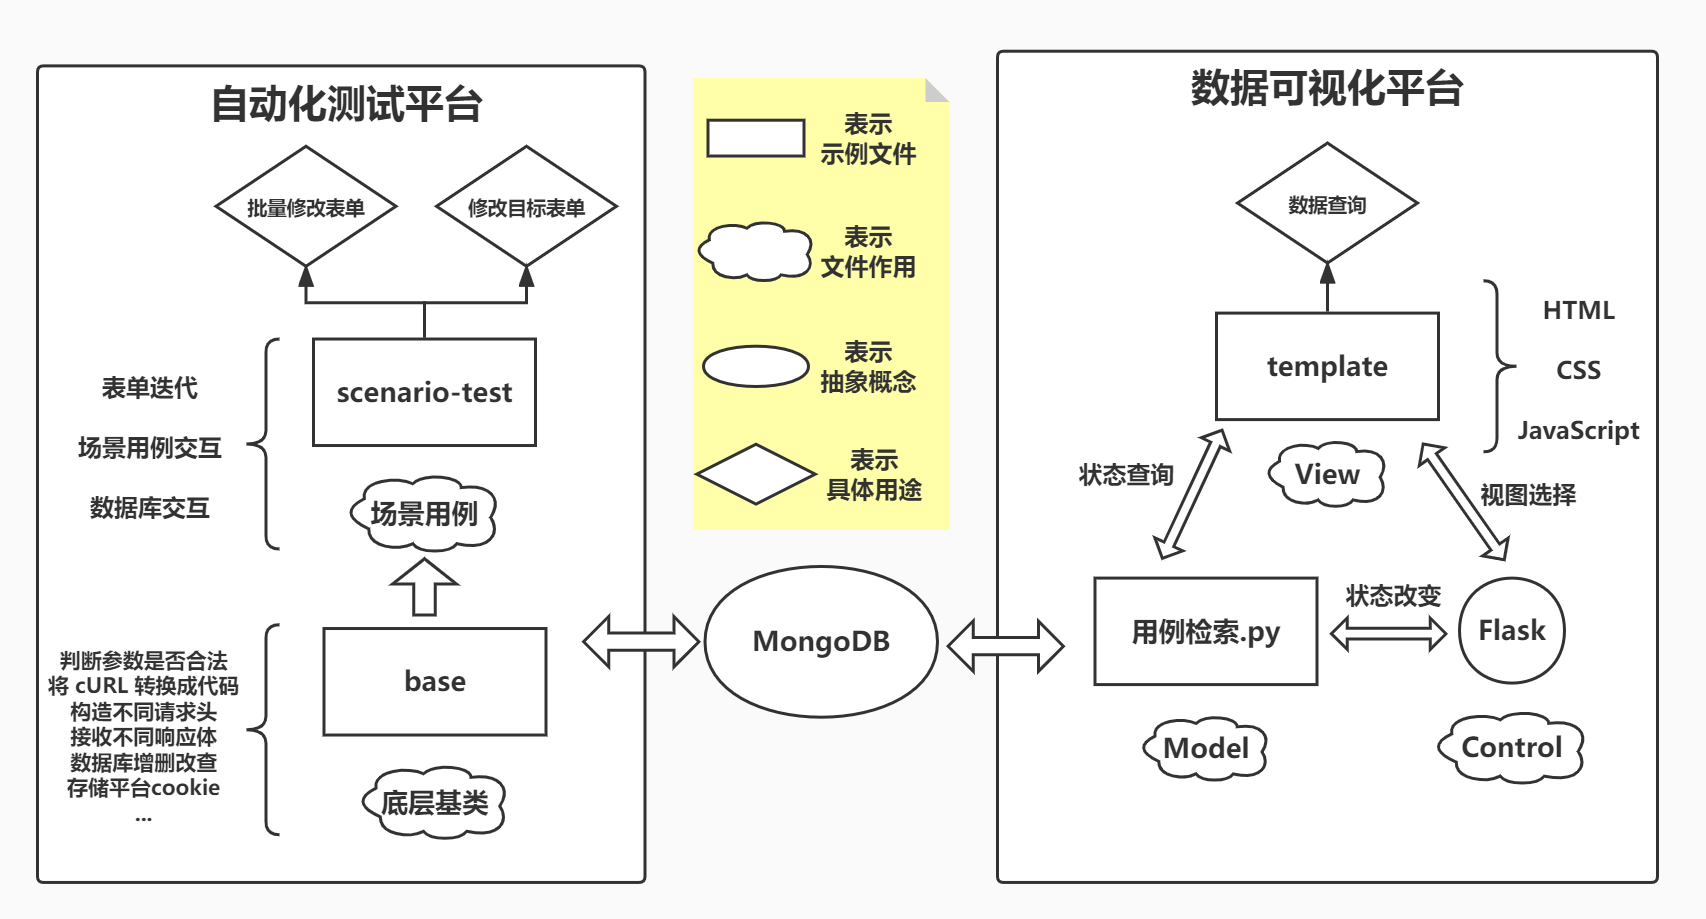 自动化测试平台
批量修改表单
修改目标表单
scenario-test
表单迭代
场景用例交互
数据库交互
场景用例
base
判断参数是否合法
将 cURL 转换成代码
构造不同请求头
接收不同响应体
数据库增删改查
存储平台cookie
...
底层基类
表示
示例文件
表示
文件作用
表示
抽象概念
表示
具体用途
MongoDB
数据可视化平台
数据查询
template
HTML
CSS
JavaScript
View
状态查询
视图选择
用例检索.py
状态改变
Flask
Model
Control